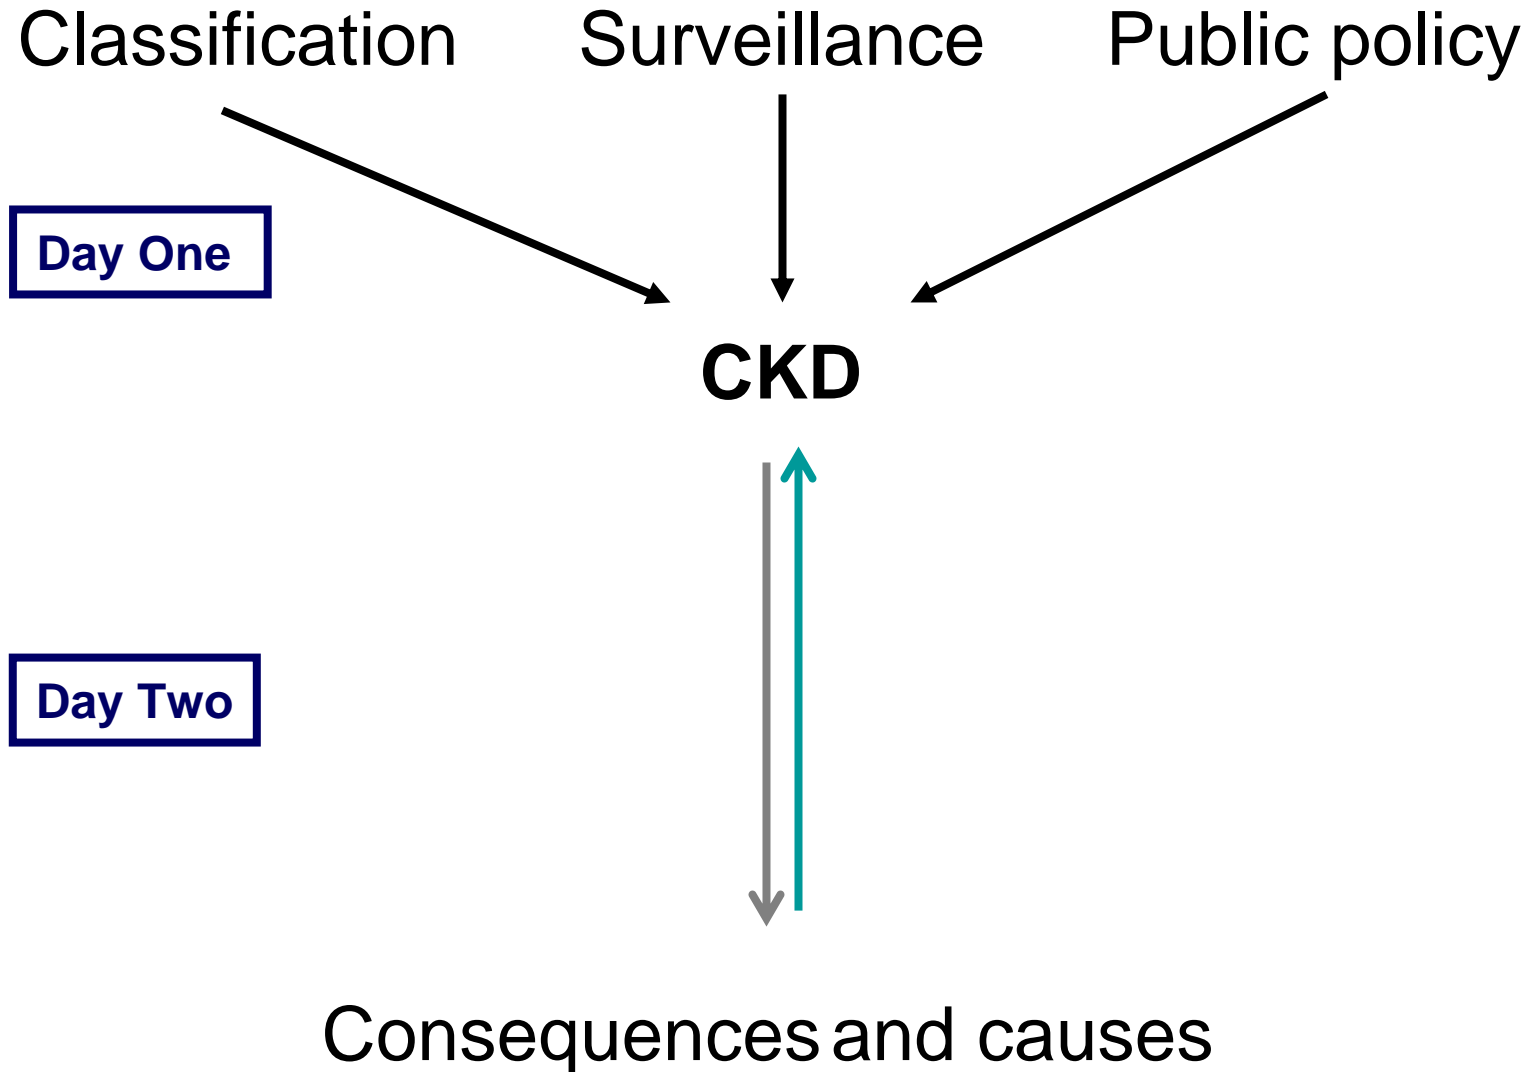 Classification Surveillance Public policy
Day One
CKD
Day Two
Consequences and causes